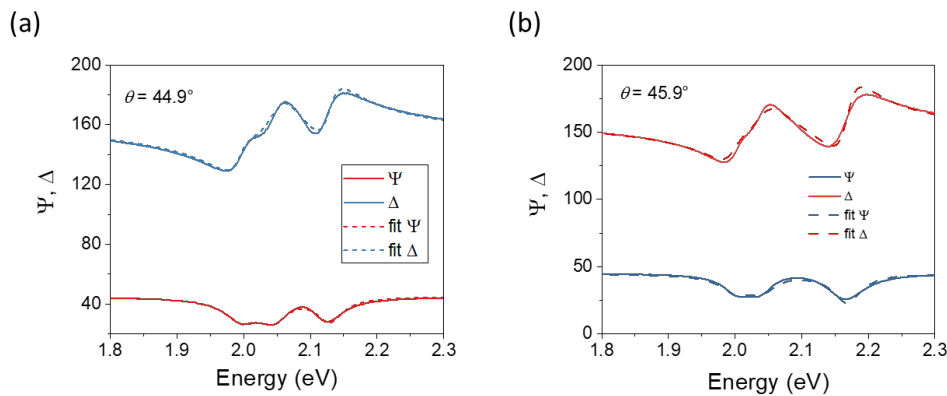 (a)
(b)
200
160
120
80
40
Ψ, Δ
θ = 44.9°
Ψ
Δ
fit Ψ
fit Δ
1.8 1.9 2.0 2.1 2.2 2.3
Energy (eV)
200
150
100
50
0
Ψ, Δ
θ = 45.9°
Ψ
Δ
fit Ψ
fit Δ
1.8 1.9 2.0 2.1 2.2 2.3
Energy (eV)